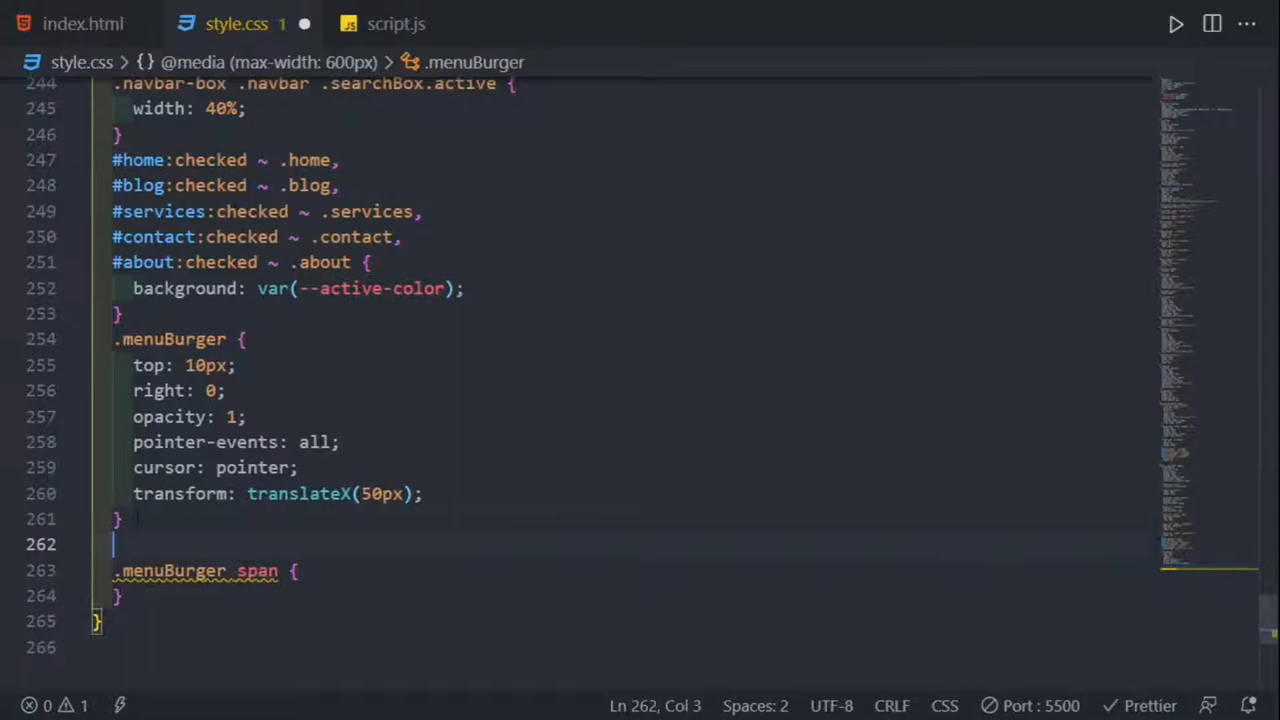 index.html style.css 1 script.js
style.css > {} @media (max-width: 600px) > .menuBurger
244 .navbar-box .navbar .searchBox.active {
245 width: 40%;
246 }
247 #home:checked ~ .home,
248 #blog:checked ~ .blog,
249 #services:checked ~ .services,
250 #contact:checked ~ .contact,
251 #about:checked ~ .about {
252 background: var(--active-color);
253 }
254 .menuBurger {
255 top: 10px;
256 right: 0;
257 opacity: 1;
258 pointer-events: all;
259 cursor: pointer;
260 transform: translateX(50px);
261 }
262
263 .menuBurger span {
264 }
265 }
266
0 1 Ln 262, Col 3 Spaces: 2 UTF-8 CRLF CSS Port : 5500 Prettier